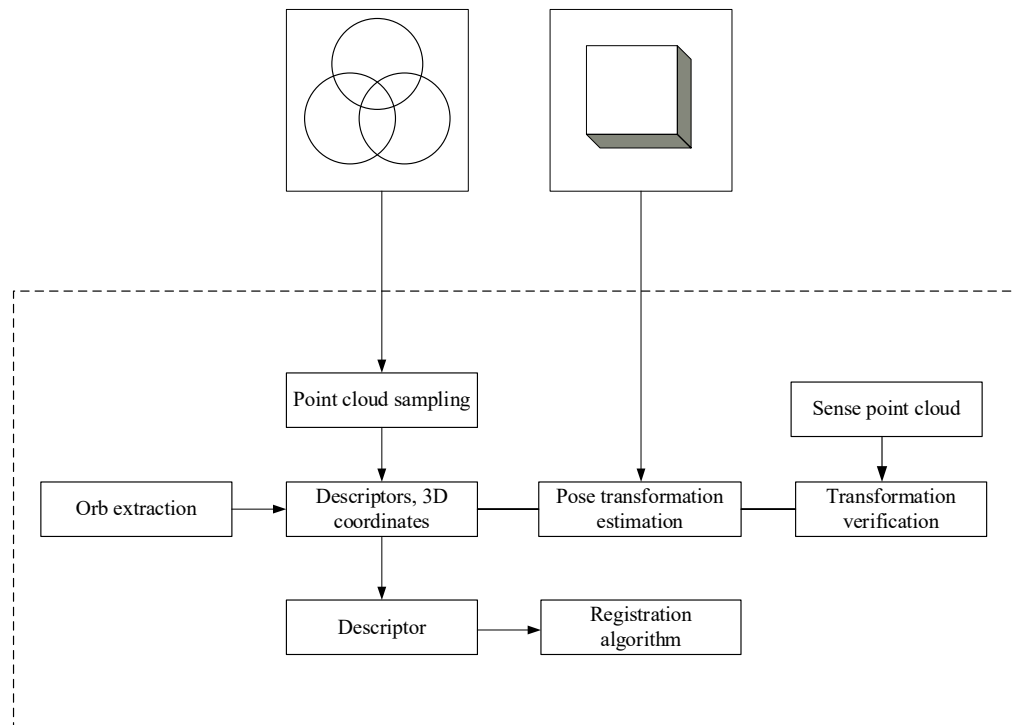 Point cloud sampling
Sense point cloud
Orb extraction
Descriptors, 3D
coordinates
Pose transformation
estimation
Transformation
verification
Descriptor
Registration
algorithm